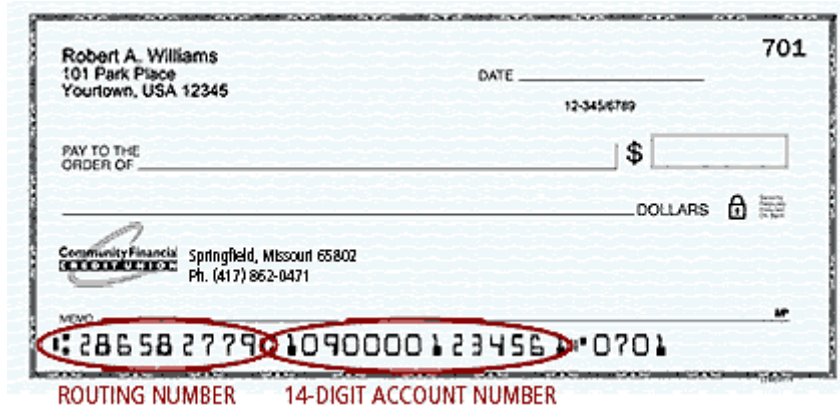 701
Robert A. Williams
101 Park Place
Yourtown, USA 12345
DATE
12-345/6789
PAY TO THE
ORDER OF
$
DOLLARS
Community Financial
CREDIT UNION
Springfield, Missouri 65802
Ph. (417) 862-0471
MEMO
MP
⑆286582779⑆ 10900001234561⑈0701
ROUTING NUMBER 14-DIGIT ACCOUNT NUMBER